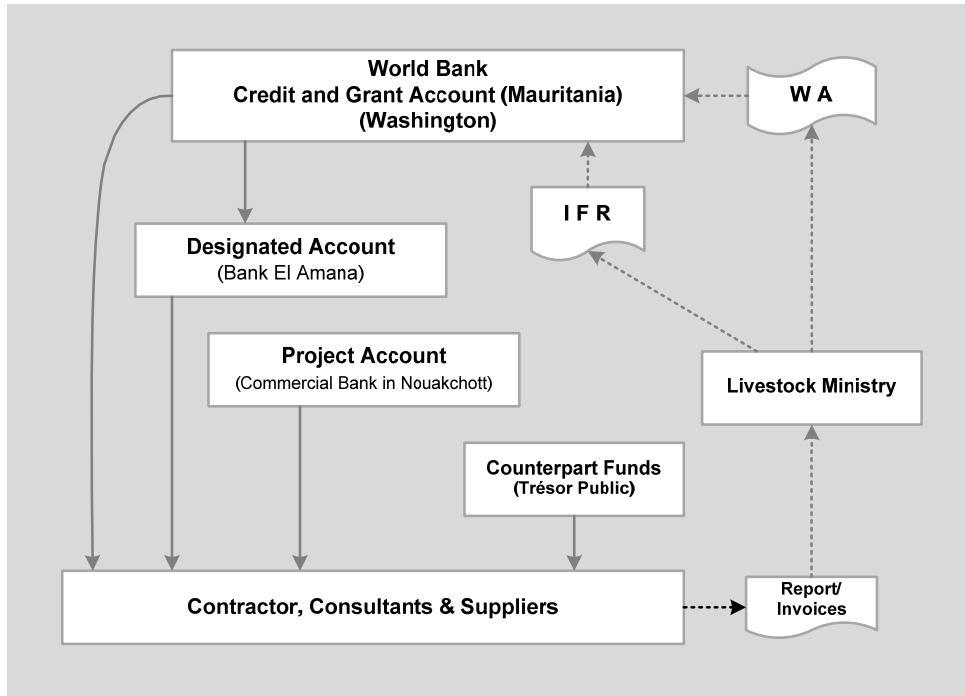 World Bank
Credit and Grant Account (Mauritania)
(Washington)
W A
I F R
Designated Account
(Bank El Amana)
Project Account
(Commercial Bank in Nouakchott)
Livestock Ministry
Counterpart Funds
(Trésor Public)
Contractor, Consultants & Suppliers
Report/
Invoices